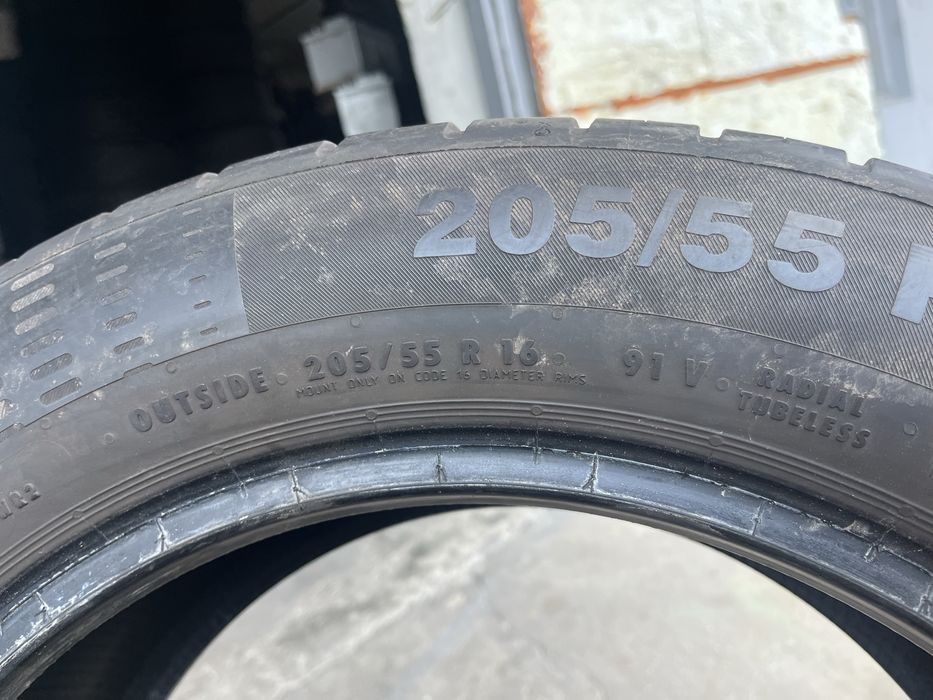 205/55 R
OUTSIDE 205/55 R 16 91 V RADIAL
MOUNT ONLY ON CODE 16 DIAMETER RIMS
TUBELESS